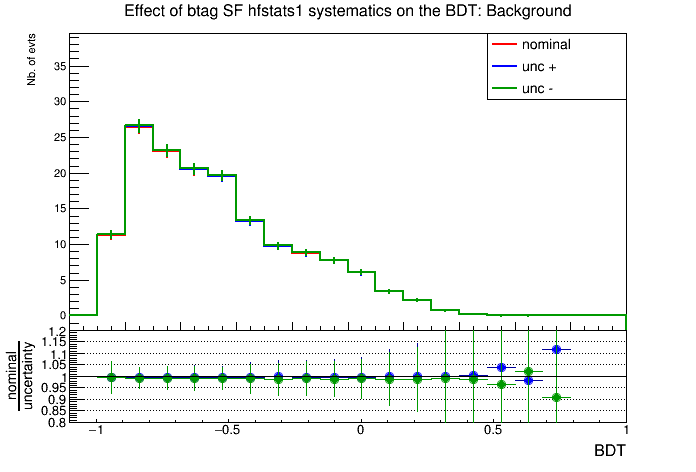 Effect of btag SF hfstats1 systematics on the BDT: Background
Nb. of evts
nominal
unc +
unc -
35
30
25
20
15
10
5
0
nominal
uncertainty
1.2
1.15
1.1
1.05
1
0.95
0.9
0.85
0.8
−1
−0.5
0
0.5
1
BDT